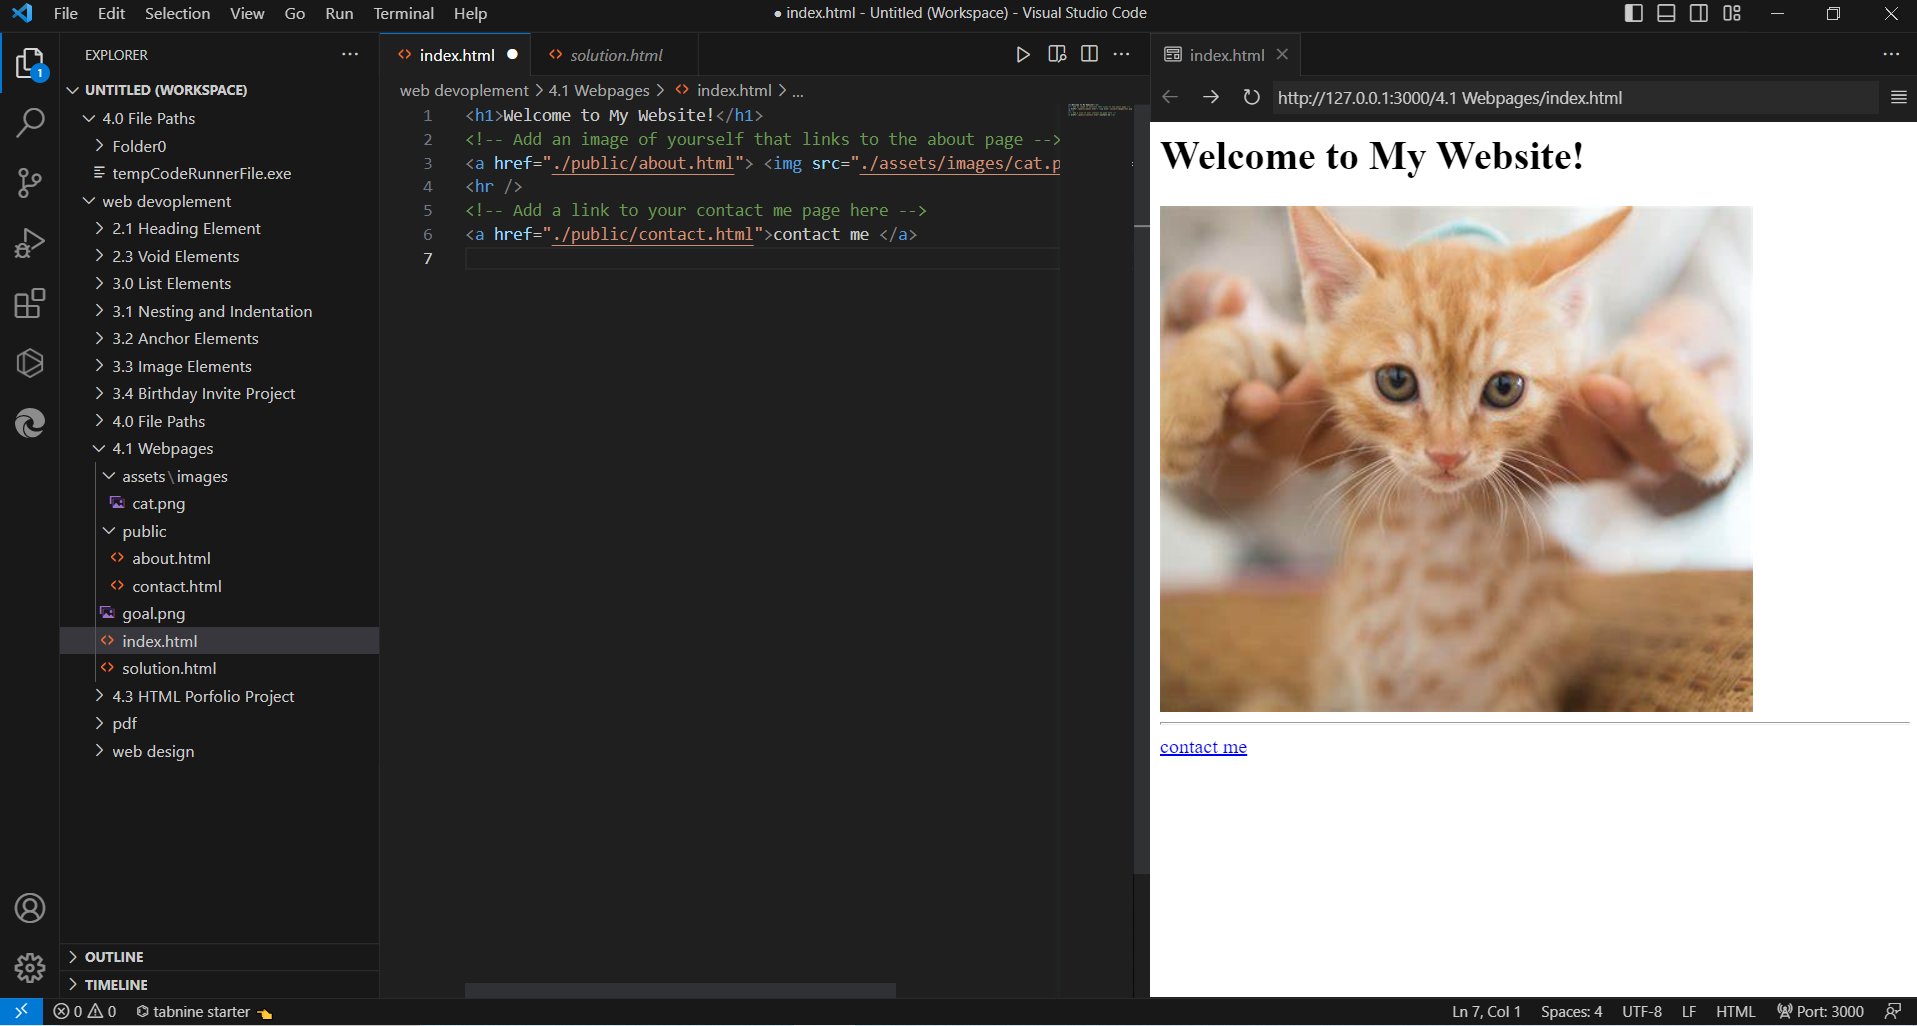 File Edit Selection View Go Run Terminal Help
● index.html - Untitled (Workspace) - Visual Studio Code
EXPLORER
1
UNTITLED (WORKSPACE)
4.0 File Paths
Folder0
tempCodeRunnerFile.exe
web devoplement
2.1 Heading Element
2.3 Void Elements
3.0 List Elements
3.1 Nesting and Indentation
3.2 Anchor Elements
3.3 Image Elements
3.4 Birthday Invite Project
4.0 File Paths
4.1 Webpages
assets\images
cat.png
public
about.html
contact.html
goal.png
index.html
solution.html
4.3 HTML Porfolio Project
pdf
web design
OUTLINE
TIMELINE
index.html solution.html
web devoplement > 4.1 Webpages > index.html > ...
1 <h1>Welcome to My Website!</h1>
2 <!-- Add an image of yourself that links to the about page -->
3 <a href="./public/about.html"> <img src="./assets/images/cat.p
4 <hr />
5 <!-- Add a link to your contact me page here -->
6 <a href="./public/contact.html">contact me </a>
7
index.html
http://127.0.0.1:3000/4.1 Webpages/index.html
Welcome to My Website!
contact me
0 0 tabnine starter
Ln 7, Col 1 Spaces: 4 UTF-8 LF HTML Port: 3000